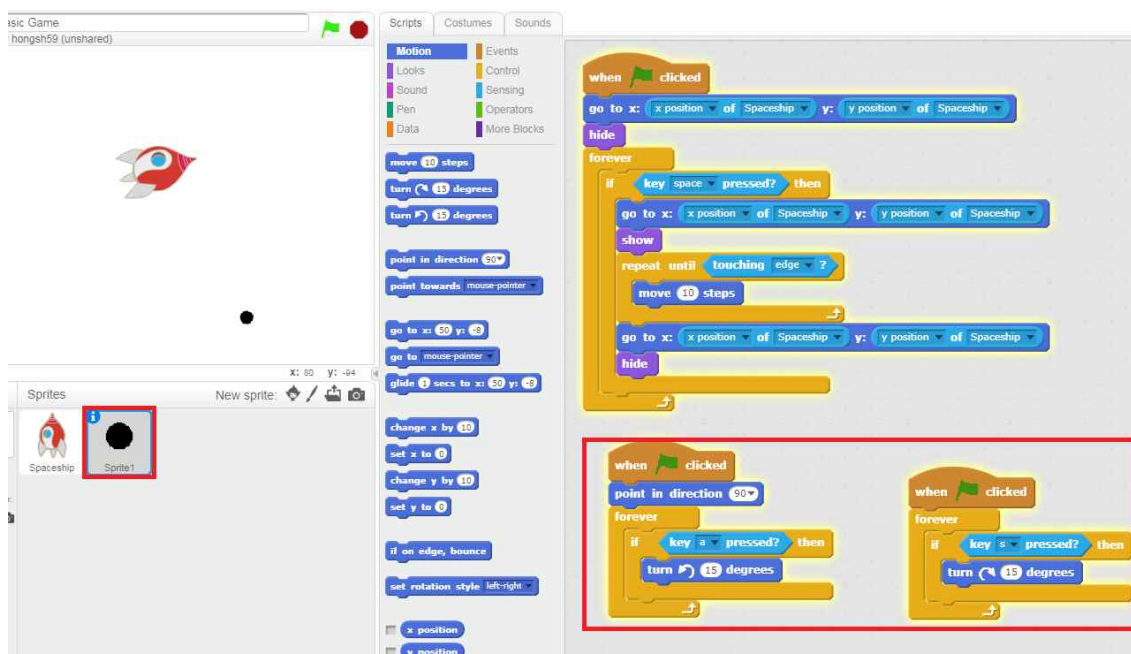 asic Game
hongsh59 (unshared)
X: 80 y: -94
Sprites New sprite:
Spaceship Sprite1
Scripts Costumes Sounds
Motion Events
Looks Control
Sound Sensing
Pen Operators
Data More Blocks
move 10 steps
turn 15 degrees
turn 15 degrees
point in direction 90
point towards mouse-pointer
go to x: 50 y: -8
go to mouse-pointer
glide 1 secs to x: 50 y: -8
change x by 10
set x to 0
change y by 10
set y to 0
if on edge, bounce
set rotation style left-right
x position
y position
when clicked
go to x: x position of Spaceship y: y position of Spaceship
hide
forever
if key space pressed? then
go to x: x position of Spaceship y: y position of Spaceship
show
repeat until touching edge ?
move 10 steps
go to x: x position of Spaceship y: y position of Spaceship
hide
when clicked
point in direction 90
forever
if key a pressed? then
turn 15 degrees
when clicked
forever
if key s pressed? then
turn 15 degrees